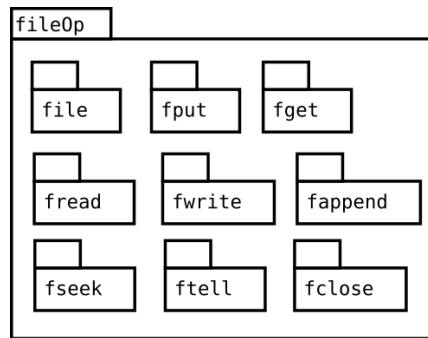 fileOp
file fput fget
fread fwrite fappend
fseek ftell fclose